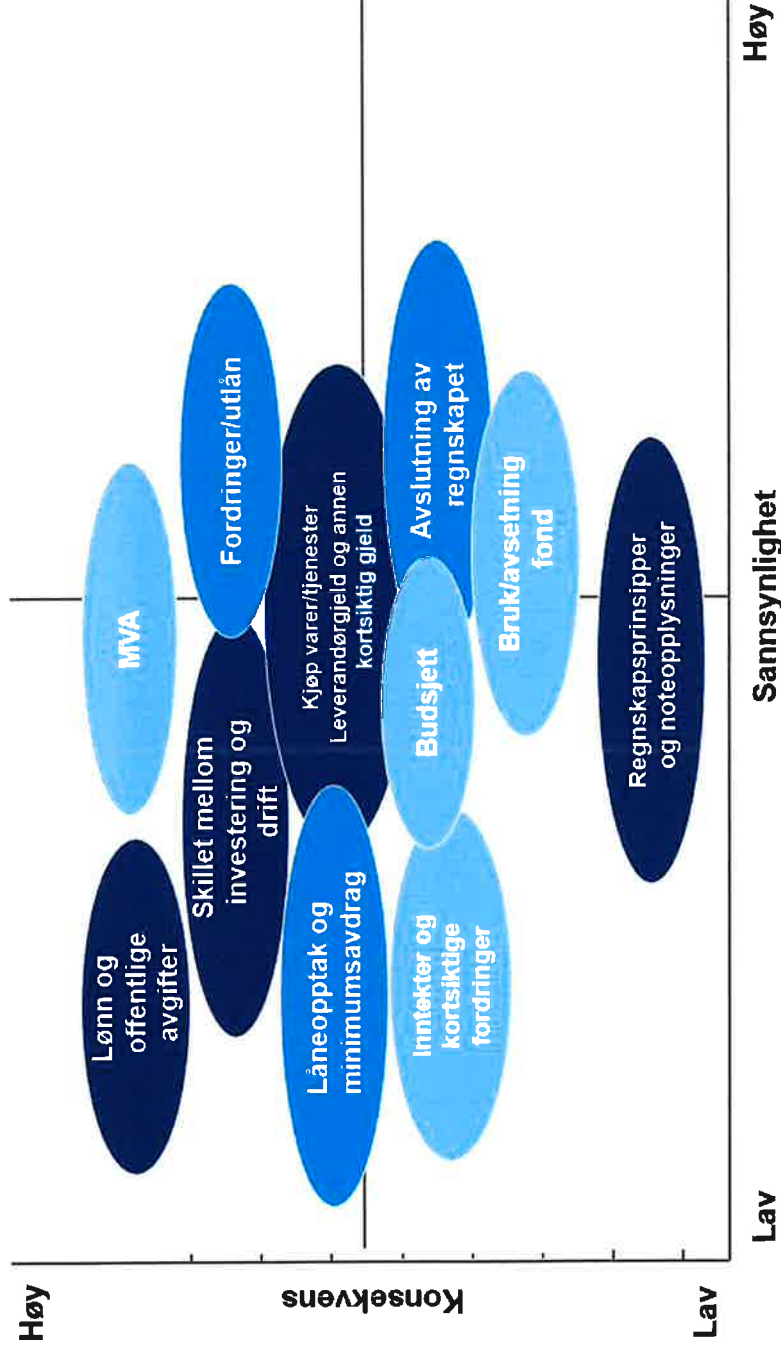 Høy
Konsekvens
Lav
Lønn og
offentlige
avgifter
MVA
Skillet mellom
investering og
drift
Fordringer/utlån
Låneopptak og
minimumsavdrag
Kjøp varer/tjenester
Leverandørgjeld og annen
kortsiktig gjeld
Inntekter og
kortsiktige
fordringer
Budsjett
Avslutning av
regnskapet
Bruk/avsetning
fond
Regnskapsprinsipper
og noteopplysninger
Lav
Sannsynlighet
Høy